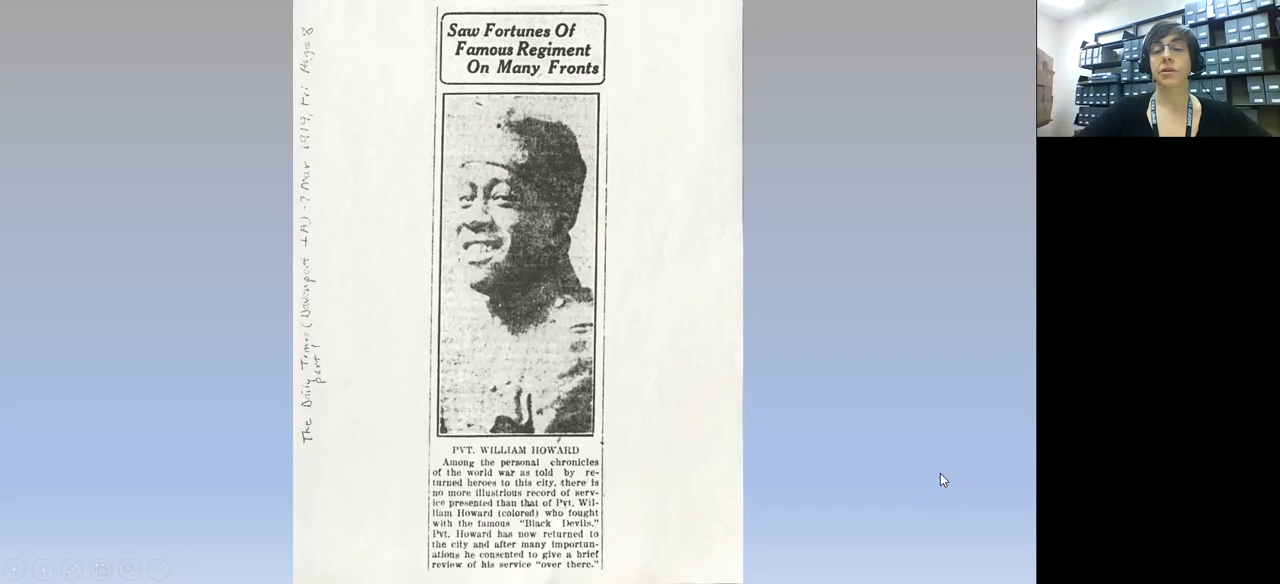 Saw Fortunes Of
Famous Regiment
On Many Fronts
PVT. WILLIAM HOWARD
Among the personal chronicles
of the world war as told by re-
turned heroes to this city, there is
no more illustrious record of serv-
ice presented than that of Pvt. Wil-
liam Howard (colored) who fought
with the famous "Black Devils."
Pvt. Howard has now returned to
the city and after many importun-
ations he consented to give a brief
review of his service "over there."
The Daily Times (Davenport IA) - 7 Mar 1919, Fri Page 8
part 1